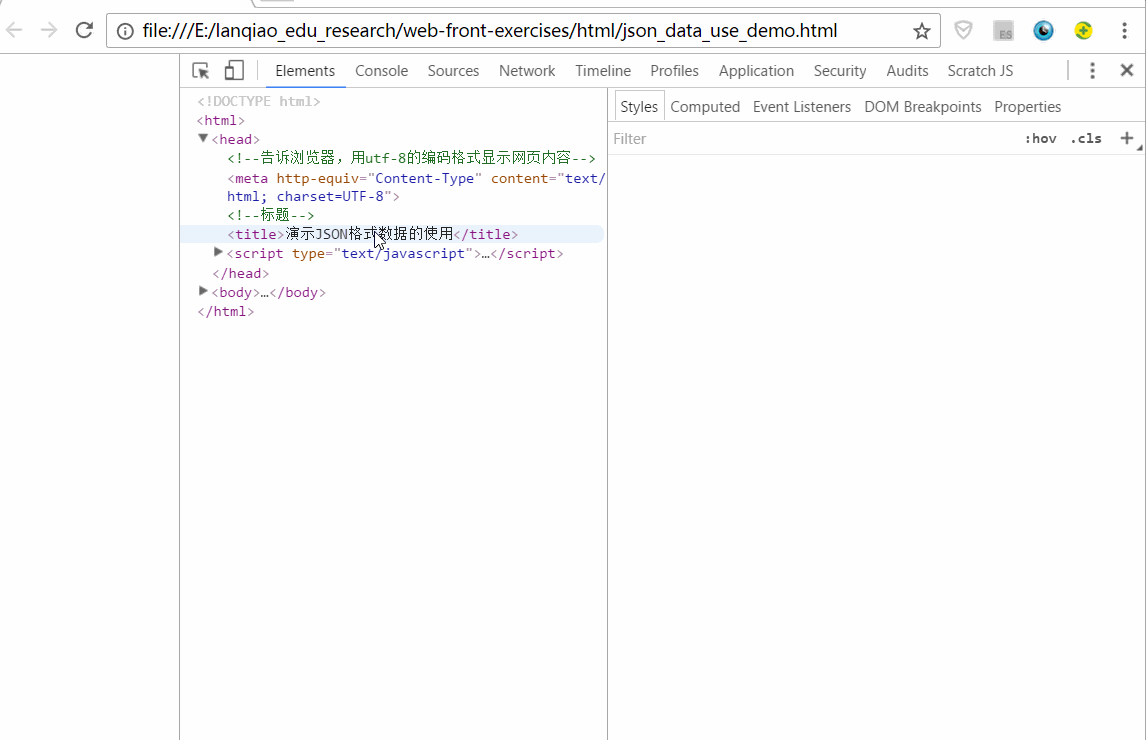 file:///E:/lanqiao_edu_research/web-front-exercises/html/json_data_use_demo.html
ES
Elements Console Sources Network Timeline Profiles Application Security Audits Scratch JS
<!DOCTYPE html>
<html>
<head>
<!--告诉浏览器，用utf-8的编码格式显示网页内容-->
<meta http-equiv="Content-Type" content="text/
html; charset=UTF-8">
<!--标题-->
<title>演示JSON格式数据的使用</title>
<script type="text/javascript">…</script>
</head>
<body>…</body>
</html>
Styles Computed Event Listeners DOM Breakpoints Properties
Filter :hov .cls +